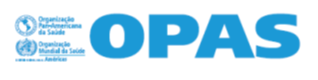 Organização
Pan-Americana
da Saúde
Organização
Mundial da Saúde
Américas
OPAS